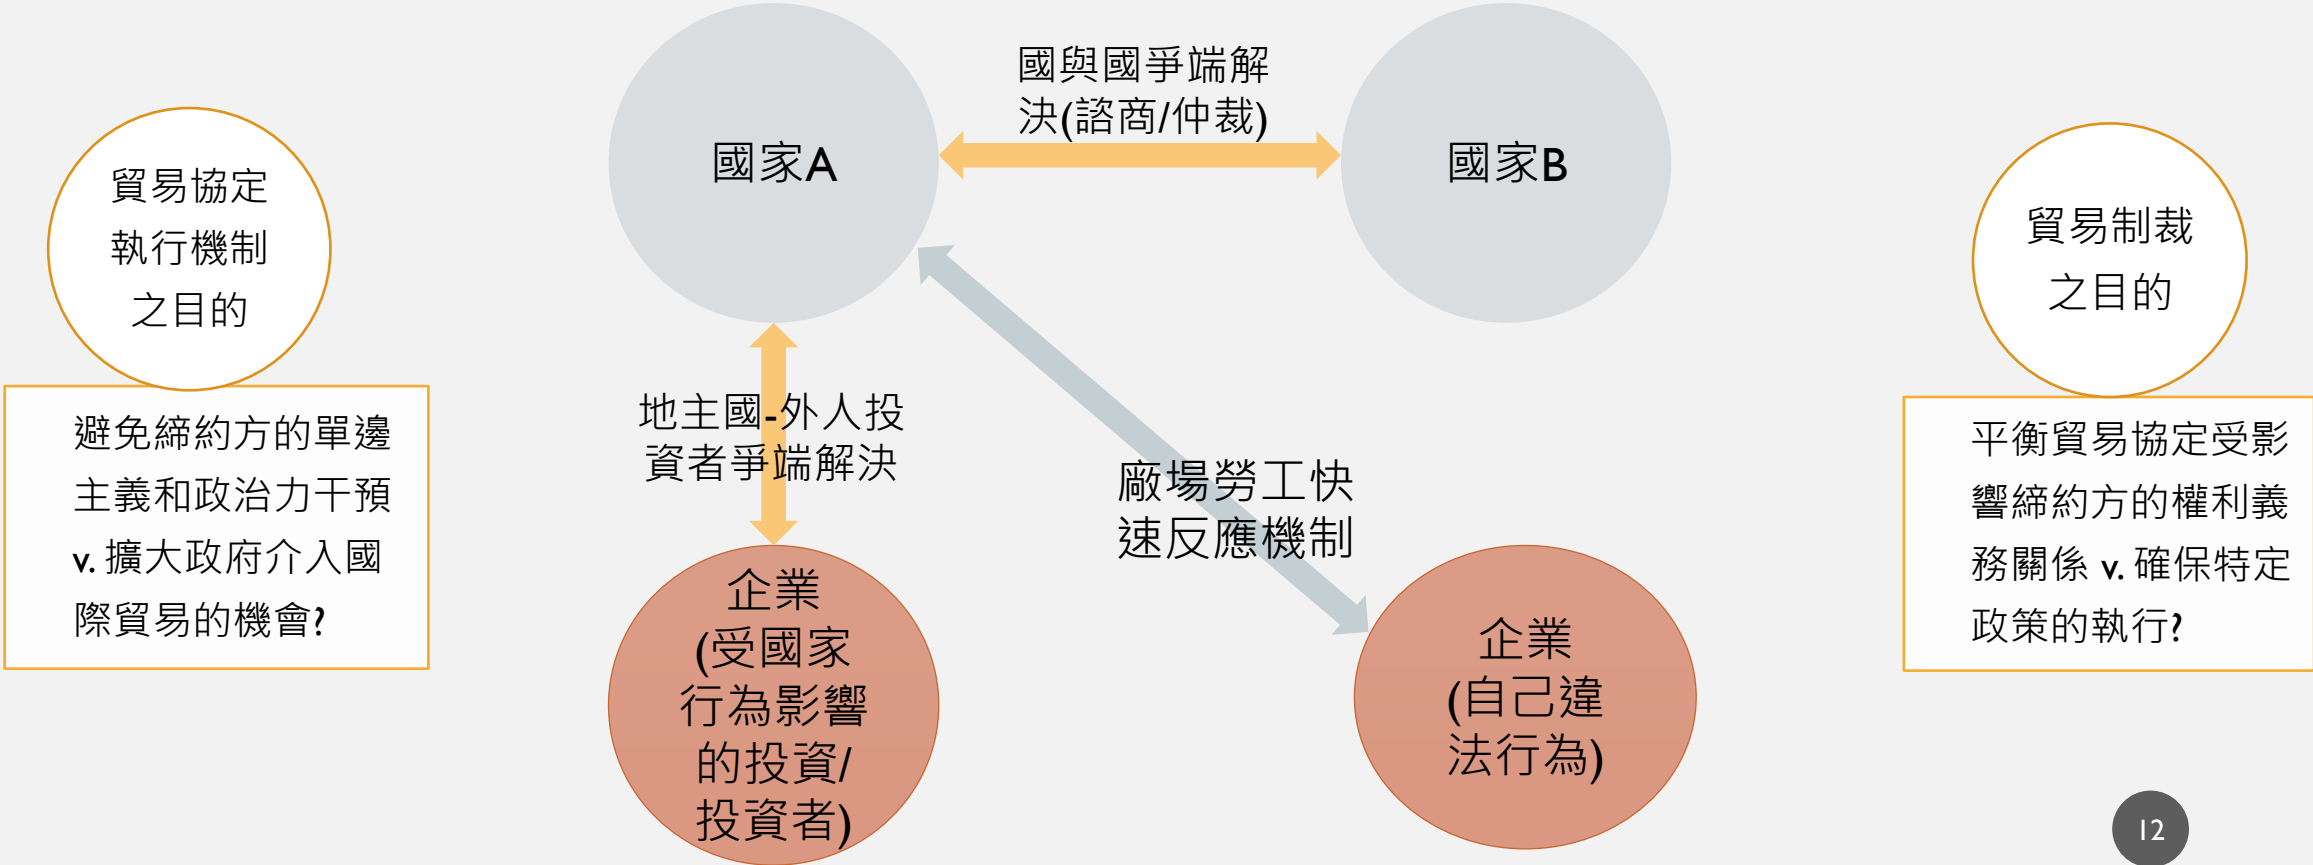 貿易協定
執行機制
之目的
避免締約方的單邊
主義和政治力干預
v. 擴大政府介入國
際貿易的機會?
國家A
國與國爭端解
決(諮商/仲裁)
國家B
地主國-外人投
資者爭端解決
廠場勞工快
速反應機制
企業
(受國家
行為影響
的投資/
投資者)
企業
(自己違
法行為)
貿易制裁
之目的
平衡貿易協定受影
響締約方的權利義
務關係 v. 確保特定
政策的執行?
12